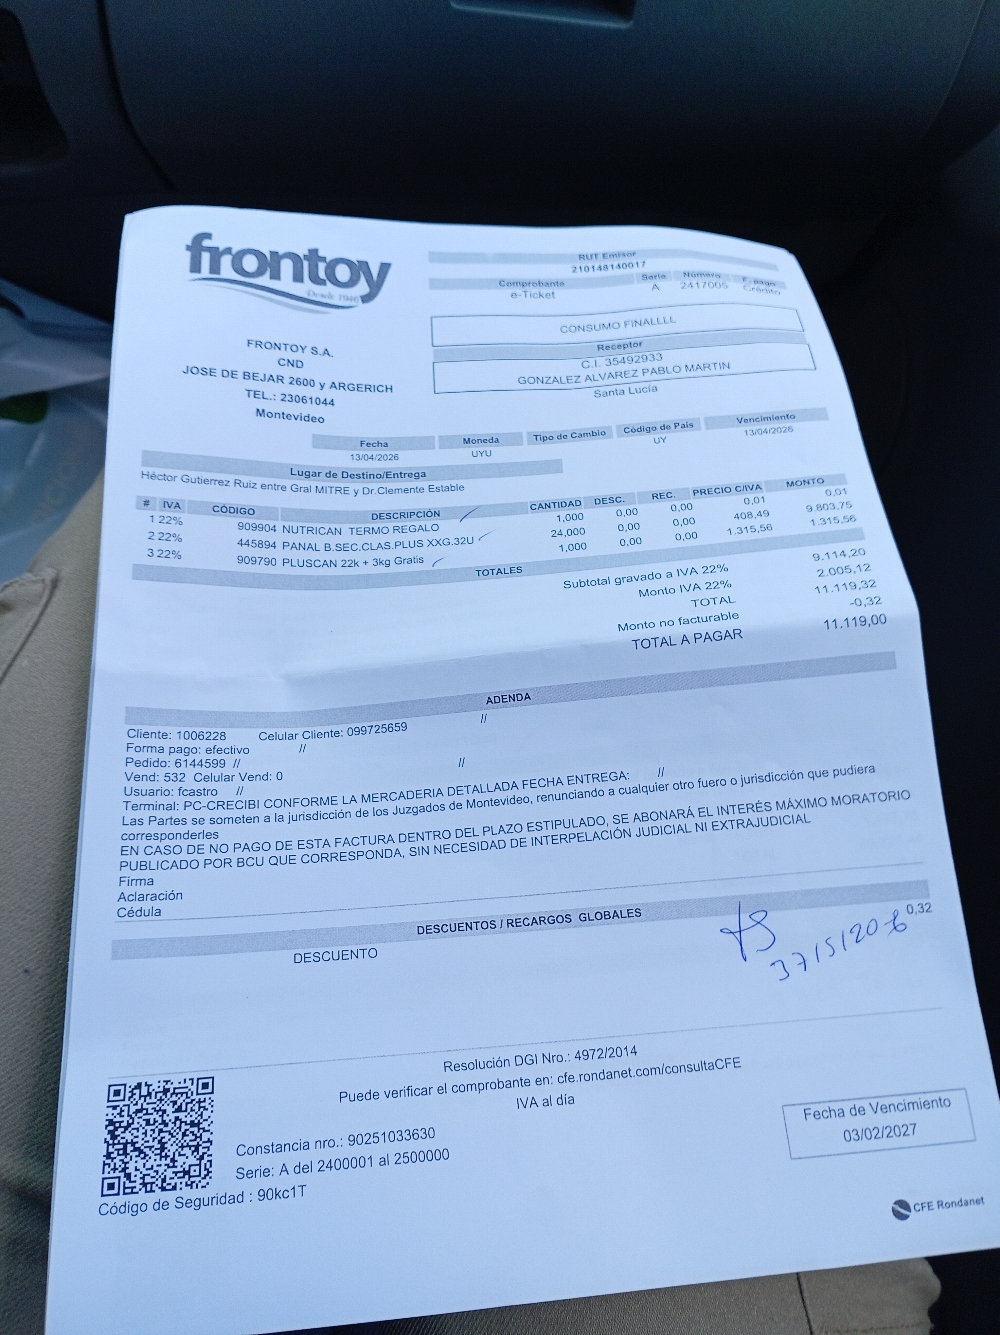 frontoy
Desde 1946
RUT Emisor
210148140017
Comprobante Serie Número F. pago
e-Ticket A 2417005 Crédito
CONSUMO FINALLLL
Receptor
C.I. 35492933
GONZALEZ ALVAREZ PABLO MARTIN
Santa Lucía
FRONTOY S.A.
CND
JOSE DE BEJAR 2600 y ARGERICH
TEL.: 23061044
Montevideo
Fecha Moneda Tipo de Cambio Código de País Vencimiento
13/04/2026 UYU UY 13/04/2026
Lugar de Destino/Entrega
Héctor Gutierrez Ruiz entre Gral MITRE y Dr.Clemente Estable
# IVA CÓDIGO DESCRIPCIÓN CANTIDAD DESC. REC. PRECIO C/IVA MONTO
1 22% 909904 NUTRICAN TERMO REGALO 1,000 0,00 0,00 0,01 0,01
2 22% 445894 PANAL B.SEC.CLAS.PLUS XXG.32U 24,000 0,00 0,00 408,49 9.803,75
3 22% 909790 PLUSCAN 22k + 3kg Gratis 1,000 0,00 0,00 1.315,56 1.315,56
TOTALES
Subtotal gravado a IVA 22% 9.114,20
Monto IVA 22% 2.005,12
TOTAL 11.119,32
Monto no facturable -0,32
TOTAL A PAGAR 11.119,00
ADENDA
Cliente: 1006228 Celular Cliente: 099725659 //
Forma pago: efectivo //
Pedido: 6144599 // //
Vend: 532 Celular Vend: 0
Usuario: fcastro //
Terminal: PC-CRECIBI CONFORME LA MERCADERIA DETALLADA FECHA ENTREGA: //
Las Partes se someten a la jurisdicción de los Juzgados de Montevideo, renunciando a cualquier otro fuero o jurisdicción que pudiera
corresponderles
EN CASO DE NO PAGO DE ESTA FACTURA DENTRO DEL PLAZO ESTIPULADO, SE ABONARÁ EL INTERÉS MÁXIMO MORATORIO
PUBLICADO POR BCU QUE CORRESPONDA, SIN NECESIDAD DE INTERPELACIÓN JUDICIAL NI EXTRAJUDICIAL
Firma
Aclaración
Cédula
DESCUENTOS / RECARGOS GLOBALES
DESCUENTO 0,32
Resolución DGI Nro.: 4972/2014
Puede verificar el comprobante en: cfe.rondanet.com/consultaCFE
IVA al día
Constancia nro.: 90251033630
Serie: A del 2400001 al 2500000
Código de Seguridad : 90kc1T
Fecha de Vencimiento
03/02/2027
CFE Rondanet